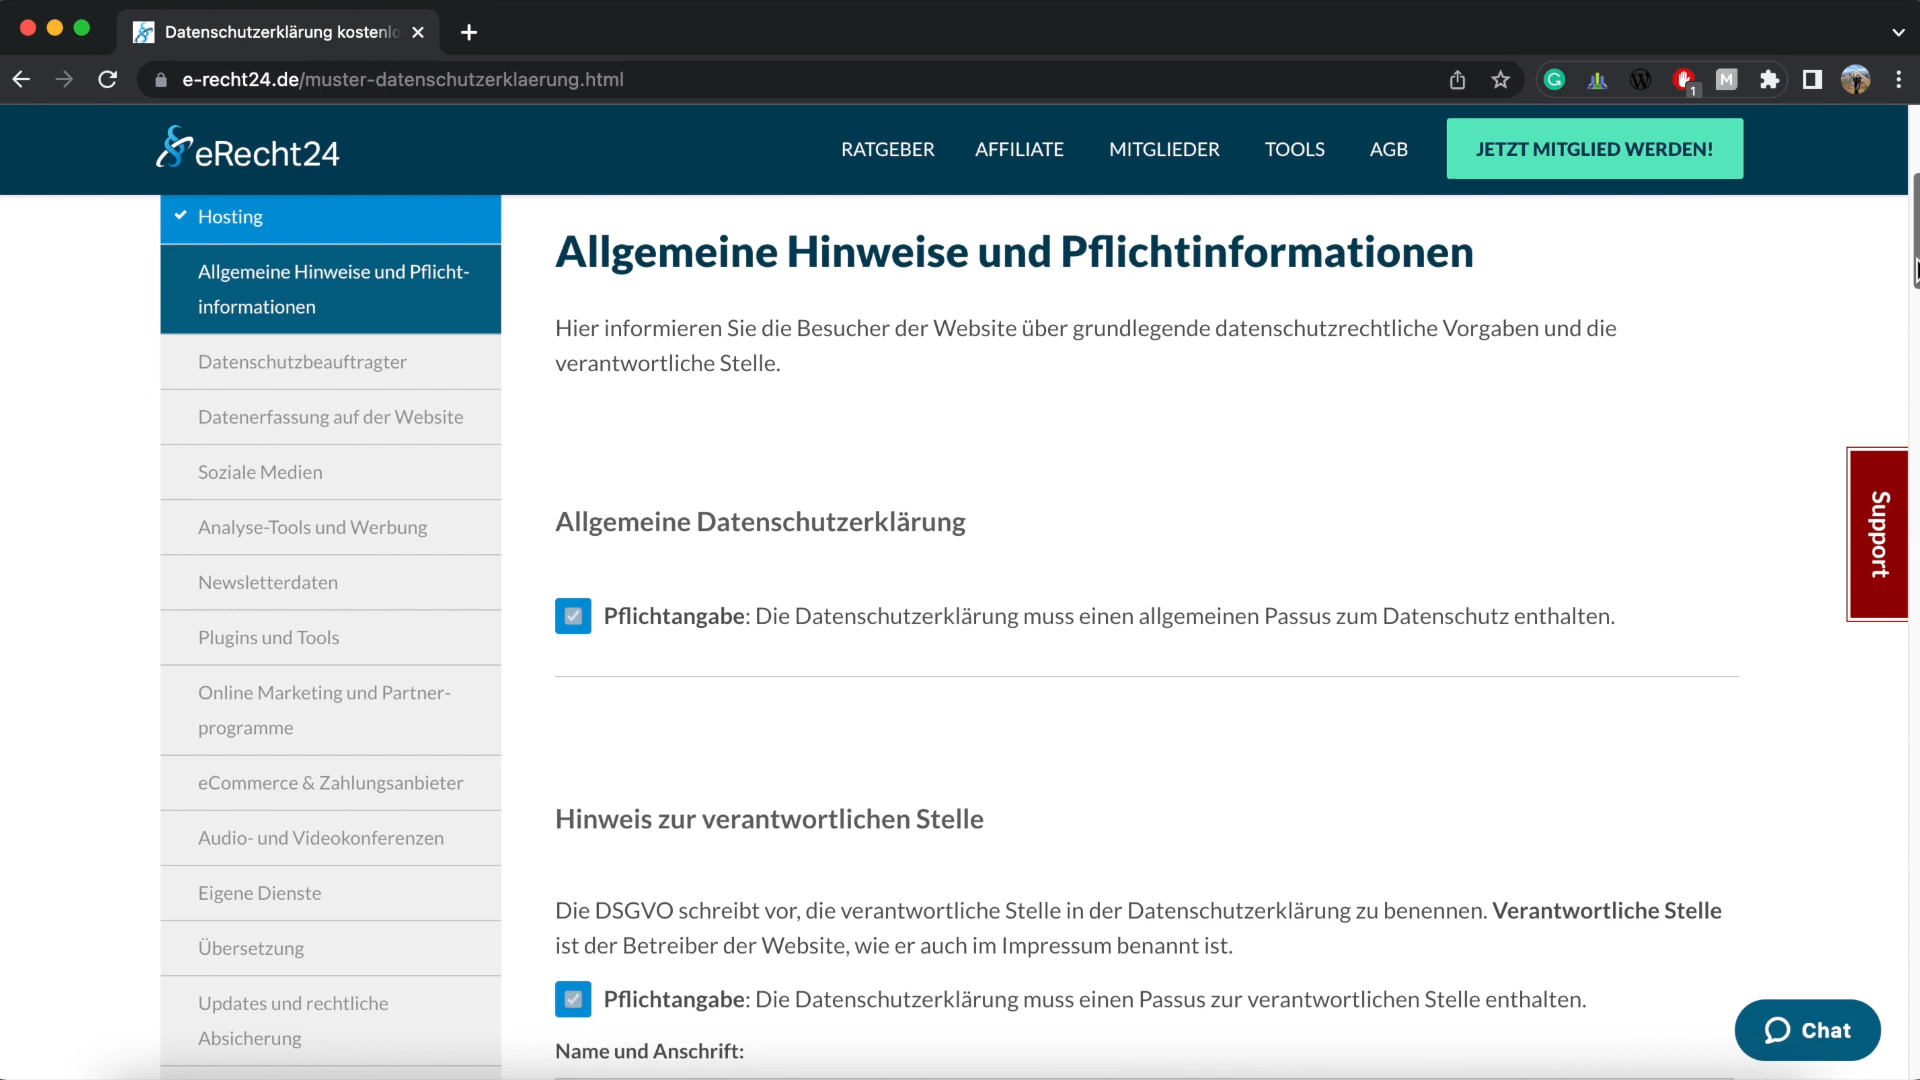 Datenschutzerklärung kostenlo
e-recht24.de/muster-datenschutzerklaerung.html
1
M
eRecht24
RATGEBER
AFFILIATE
MITGLIEDER
TOOLS
AGB
JETZT MITGLIED WERDEN!
Hosting
Allgemeine Hinweise und Pflicht-
informationen
Datenschutzbeauftragter
Datenerfassung auf der Website
Soziale Medien
Analyse-Tools und Werbung
Newsletterdaten
Plugins und Tools
Online Marketing und Partner-
programme
eCommerce & Zahlungsanbieter
Audio- und Videokonferenzen
Eigene Dienste
Übersetzung
Updates und rechtliche
Absicherung
Allgemeine Hinweise und Pflichtinformationen
Hier informieren Sie die Besucher der Website über grundlegende datenschutzrechtliche Vorgaben und die
verantwortliche Stelle.
Allgemeine Datenschutzerklärung
Pflichtangabe: Die Datenschutzerklärung muss einen allgemeinen Passus zum Datenschutz enthalten.
Hinweis zur verantwortlichen Stelle
Die DSGVO schreibt vor, die verantwortliche Stelle in der Datenschutzerklärung zu benennen. Verantwortliche Stelle
ist der Betreiber der Website, wie er auch im Impressum benannt ist.
Pflichtangabe: Die Datenschutzerklärung muss einen Passus zur verantwortlichen Stelle enthalten.
Name und Anschrift:
Support
Chat